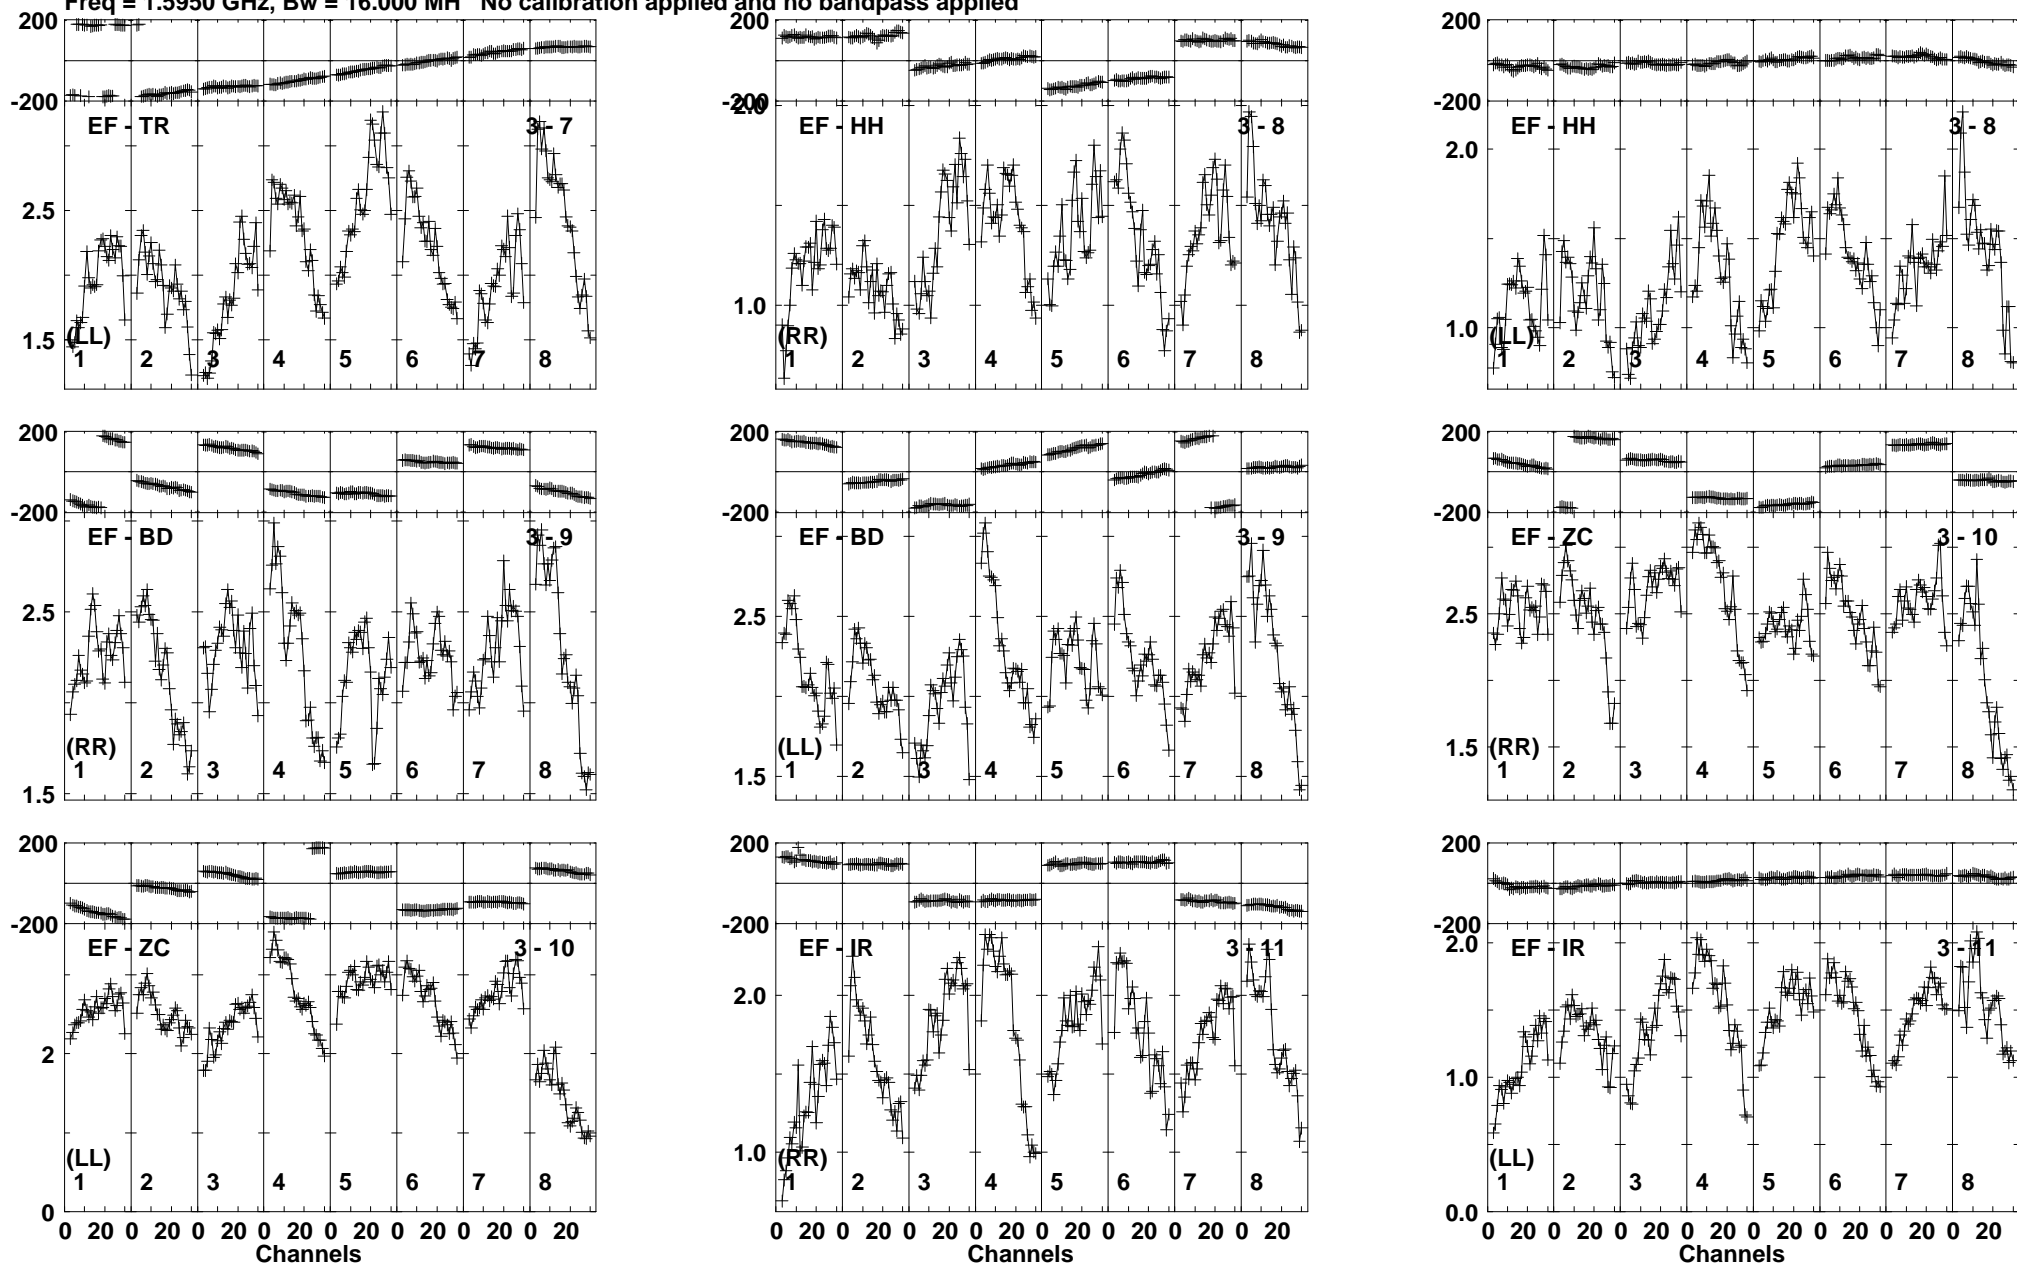 Freq = 1.5950 GHz, Bw = 16.000 MH No calibration applied and no bandpass applied
200
-200
EF - TR 3 - 7
2.5
1.5
(LL)
1 2 3 4 5 6 7 8
200
-200
2.0
EF - HH 3 - 8
1.0
(RR)
1 2 3 4 5 6 7 8
200
-200
EF - HH 3 - 8
2.0
1.0
(LL)
1 2 3 4 5 6 7 8
200
-200
EF - BD 3 - 9
2.5
1.5
(RR)
1 2 3 4 5 6 7 8
200
-200
EF - BD 3 - 9
2.5
1.5
(LL)
1 2 3 4 5 6 7 8
200
-200
EF - ZC 3 - 10
2.5
1.5
(RR)
1 2 3 4 5 6 7 8
200
-200
EF - ZC 3 - 10
2
0
(LL)
1 2 3 4 5 6 7 8
0 20 0 20 0 20 0 20 0 20 0 20 0 20 0 20
Channels
200
-200
EF - IR 3 - 11
2.0
1.0
(RR)
1 2 3 4 5 6 7 8
0 20 0 20 0 20 0 20 0 20 0 20 0 20 0 20
Channels
200
-200
EF - IR 3 - 11
2.0
1.0
0.0
(LL)
1 2 3 4 5 6 7 8
0 20 0 20 0 20 0 20 0 20 0 20 0 20 0 20
Channels